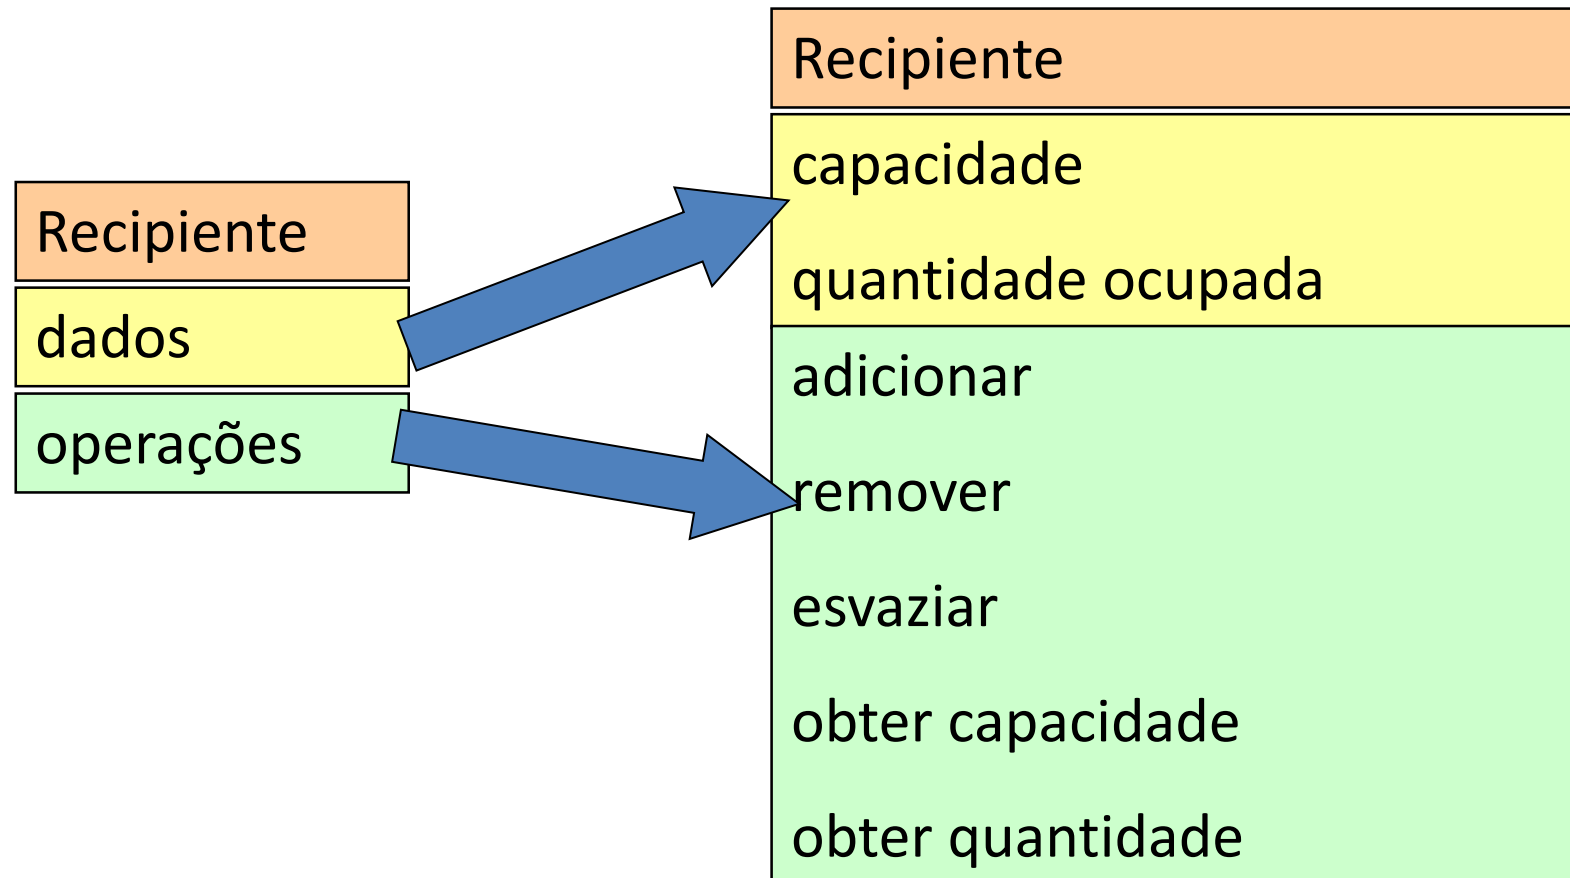 Recipiente
dados
operações
Recipiente
capacidade
quantidade ocupada
adicionar
remover
esvaziar
obter capacidade
obter quantidade